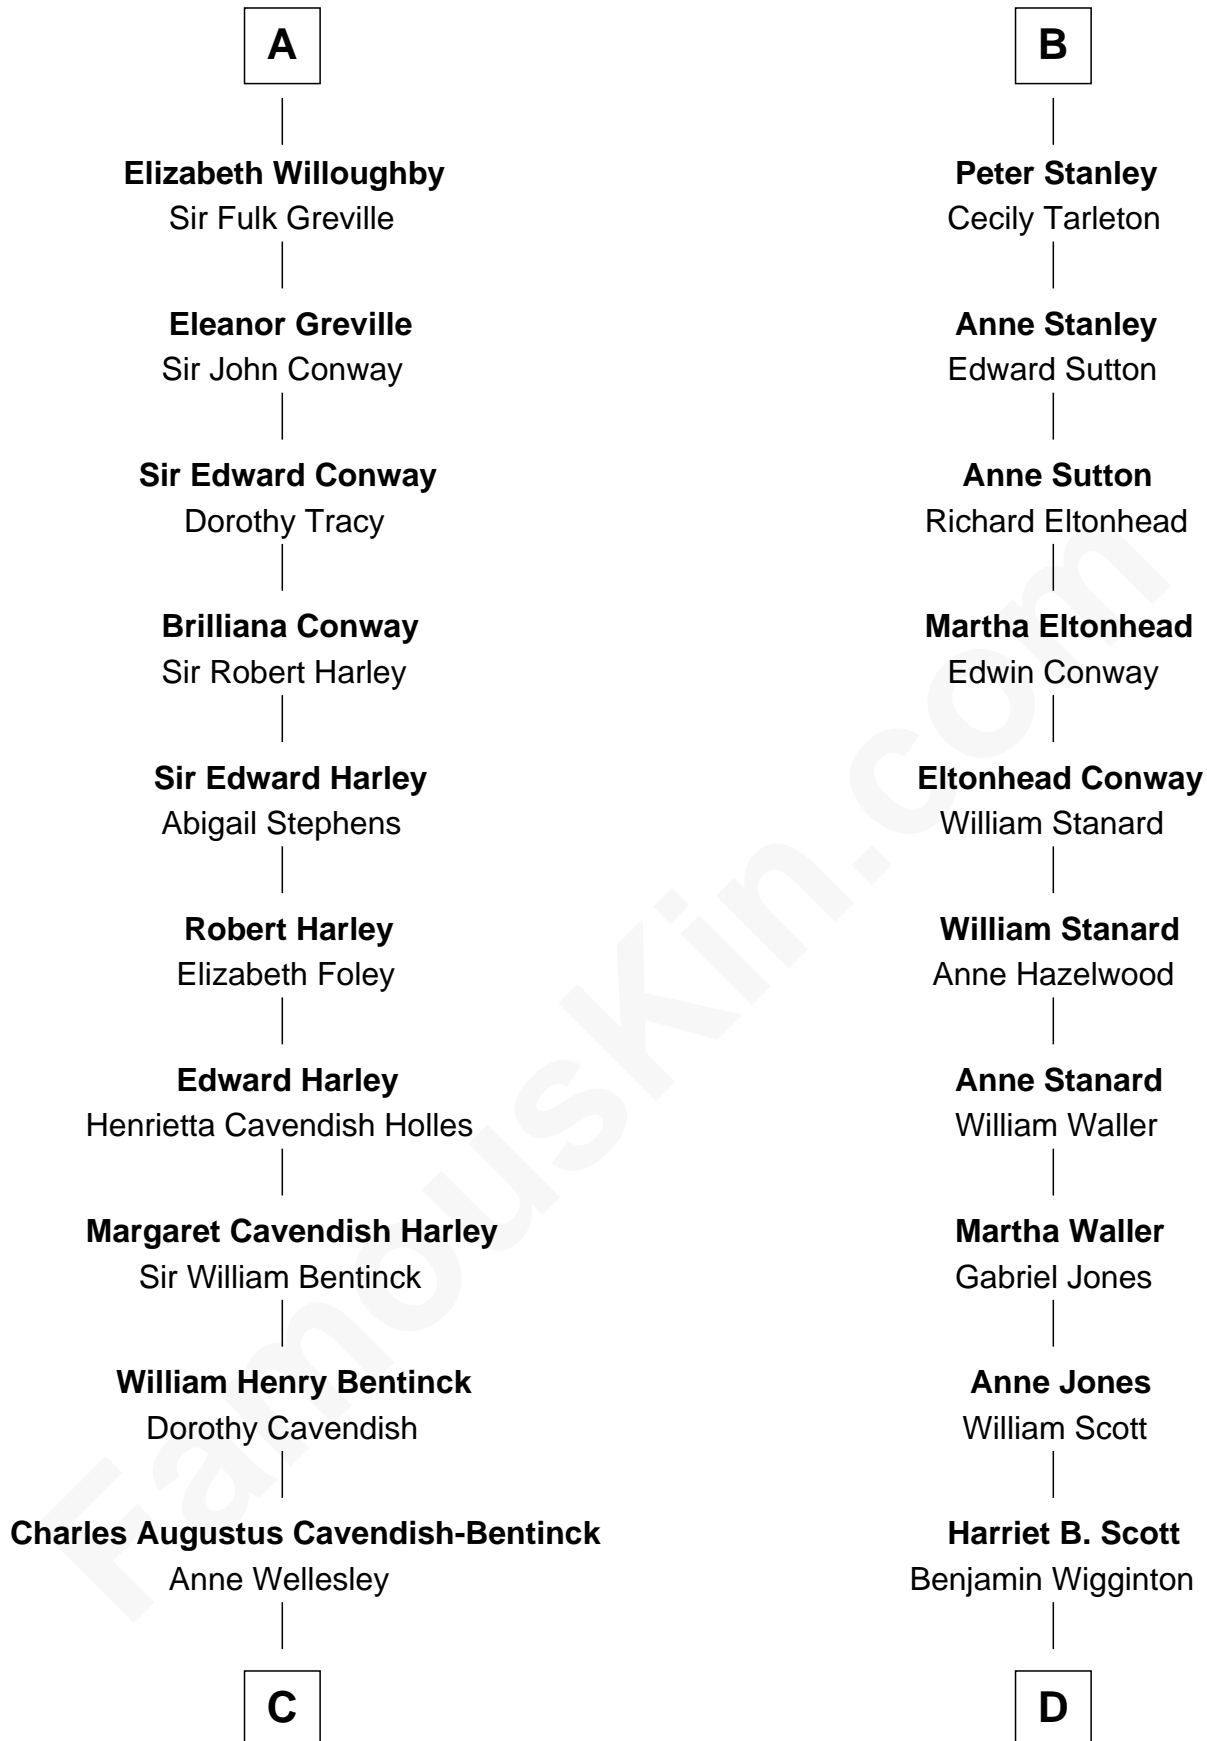 A
Elizabeth Willoughby
Sir Fulk Greville
Eleanor Greville
Sir John Conway
Sir Edward Conway
Dorothy Tracy
Brilliana Conway
Sir Robert Harley
Sir Edward Harley
Abigail Stephens
Robert Harley
Elizabeth Foley
Edward Harley
Henrietta Cavendish Holles
Margaret Cavendish Harley
Sir William Bentinck
William Henry Bentinck
Dorothy Cavendish
Charles Augustus Cavendish-Bentinck
Anne Wellesley
C
B
Peter Stanley
Cecily Tarleton
Anne Stanley
Edward Sutton
Anne Sutton
Richard Eltonhead
Martha Eltonhead
Edwin Conway
Eltonhead Conway
William Stanard
William Stanard
Anne Hazelwood
Anne Stanard
William Waller
Martha Waller
Gabriel Jones
Anne Jones
William Scott
Harriet B. Scott
Benjamin Wigginton
D
FamousKin.com